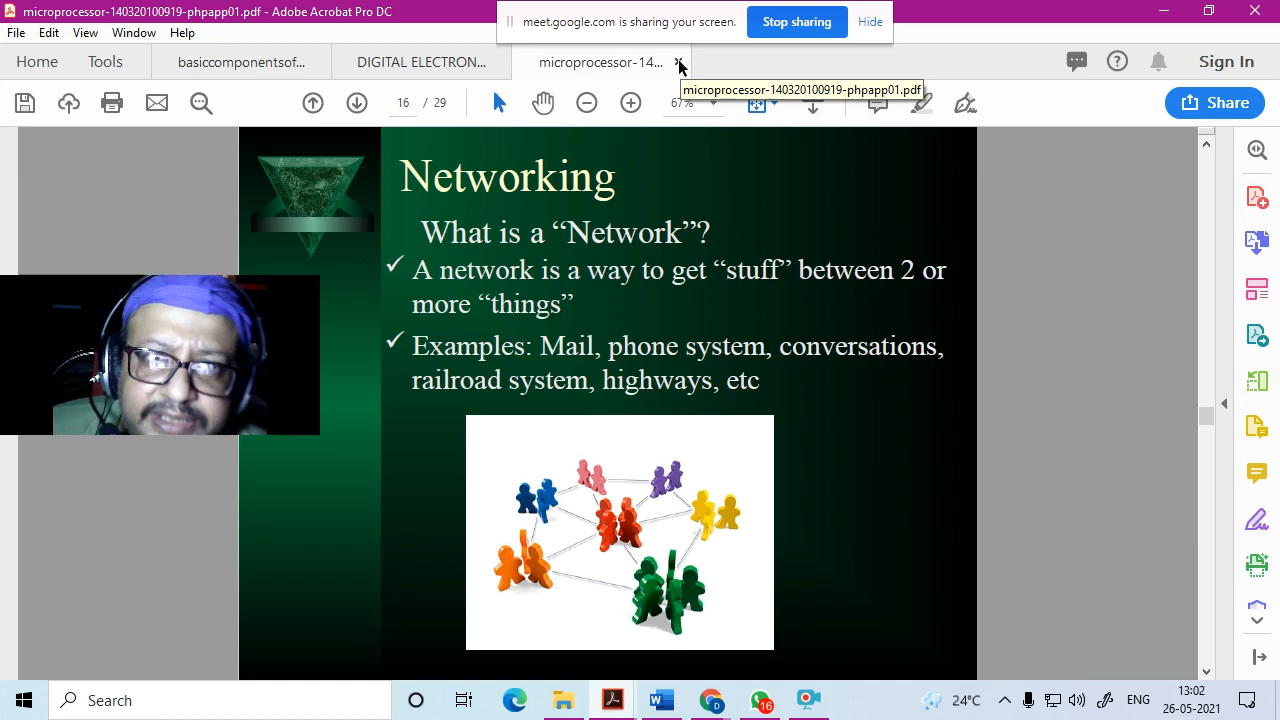 microprocessor-140320100919-phpapp01.pdf - Adobe Acrobat Pro DC
meet.google.com is sharing your screen.
Stop sharing
Hide
File Edit View Window Help
Home Tools basiccomponentsof... DIGITAL ELECTRON... microprocessor-14... Sign In
microprocessor-140320100919-phpapp01.pdf
16 / 29 67% Share
Networking
What is a “Network”?
A network is a way to get “stuff” between 2 or
more “things”
Examples: Mail, phone system, conversations,
railroad system, highways, etc
Search
W
D
16
24°C
ENG
13:02
26-05-2021